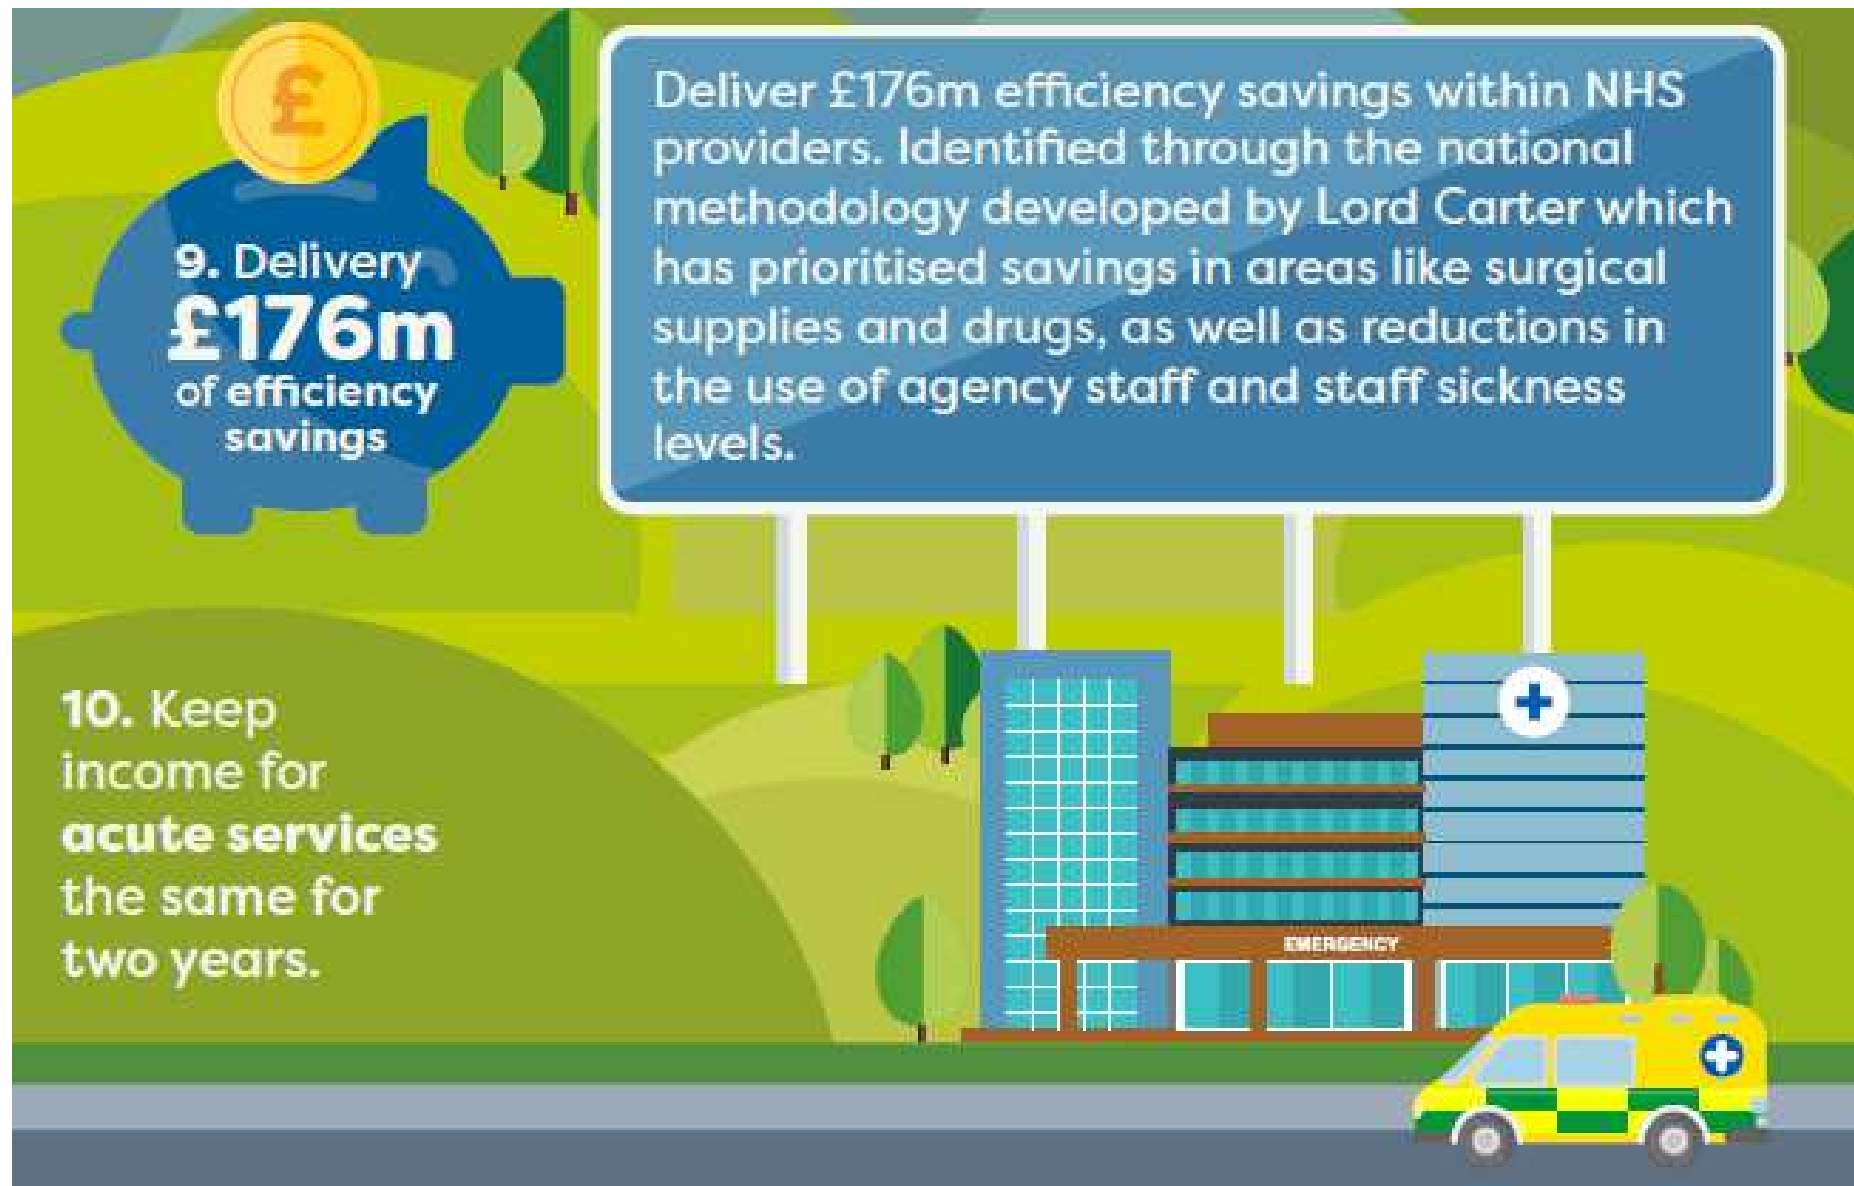 £
9. Delivery
£176m
of efficiency
savings
Deliver £176m efficiency savings within NHS
providers. Identified through the national
methodology developed by Lord Carter which
has prioritised savings in areas like surgical
supplies and drugs, as well as reductions in
the use of agency staff and staff sickness
levels.
10. Keep
income for
acute services
the same for
two years.
EMERGENCY